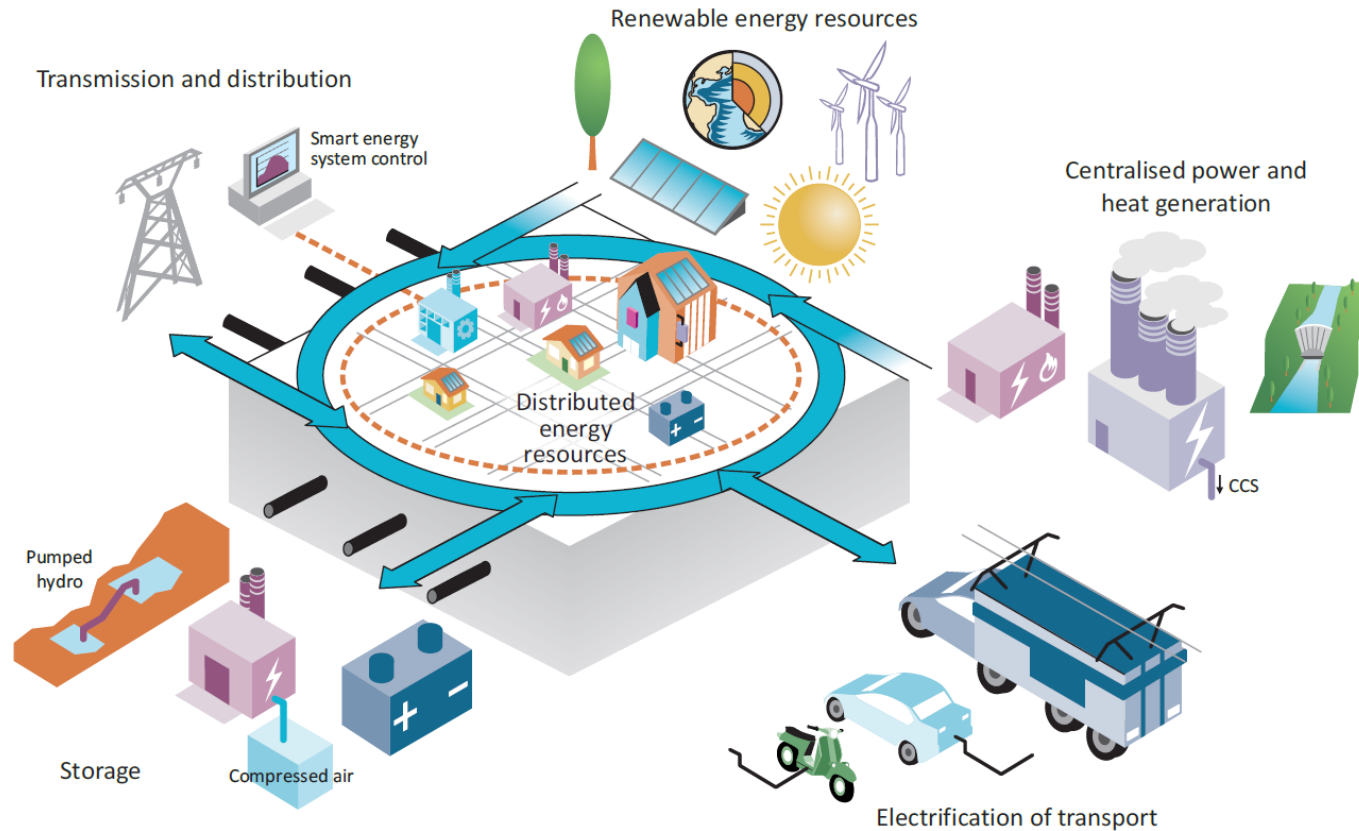 Renewable energy resources
Transmission and distribution
Smart energy
system control
Centralised power and
heat generation
Distributed
energy
resources
+ -
CCS
Pumped
hydro
+ -
Storage
Compressed air
Electrification of transport